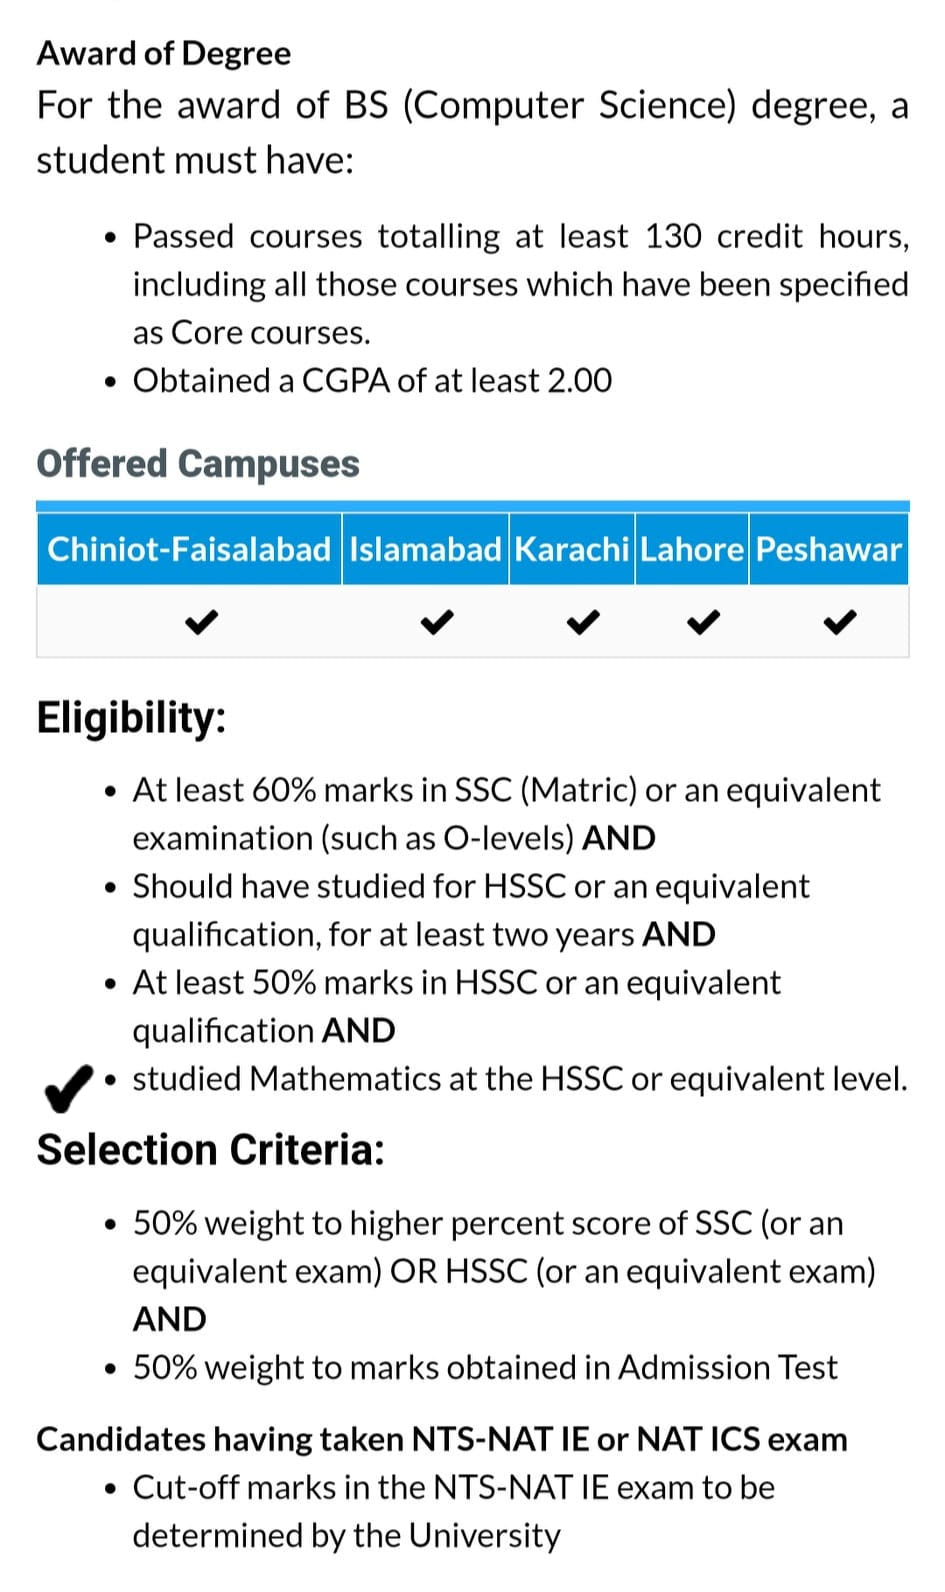 Award of Degree
For the award of BS (Computer Science) degree, a
student must have:
• Passed courses totalling at least 130 credit hours,
including all those courses which have been specified
as Core courses.
• Obtained a CGPA of at least 2.00
Offered Campuses
Chiniot-Faisalabad Islamabad Karachi Lahore Peshawar
✔ ✔ ✔ ✔ ✔
Eligibility:
• At least 60% marks in SSC (Matric) or an equivalent
examination (such as O-levels) AND
• Should have studied for HSSC or an equivalent
qualification, for at least two years AND
• At least 50% marks in HSSC or an equivalent
qualification AND
✔ • studied Mathematics at the HSSC or equivalent level.
Selection Criteria:
• 50% weight to higher percent score of SSC (or an
equivalent exam) OR HSSC (or an equivalent exam)
AND
• 50% weight to marks obtained in Admission Test
Candidates having taken NTS-NAT IE or NAT ICS exam
• Cut-off marks in the NTS-NAT IE exam to be
determined by the University